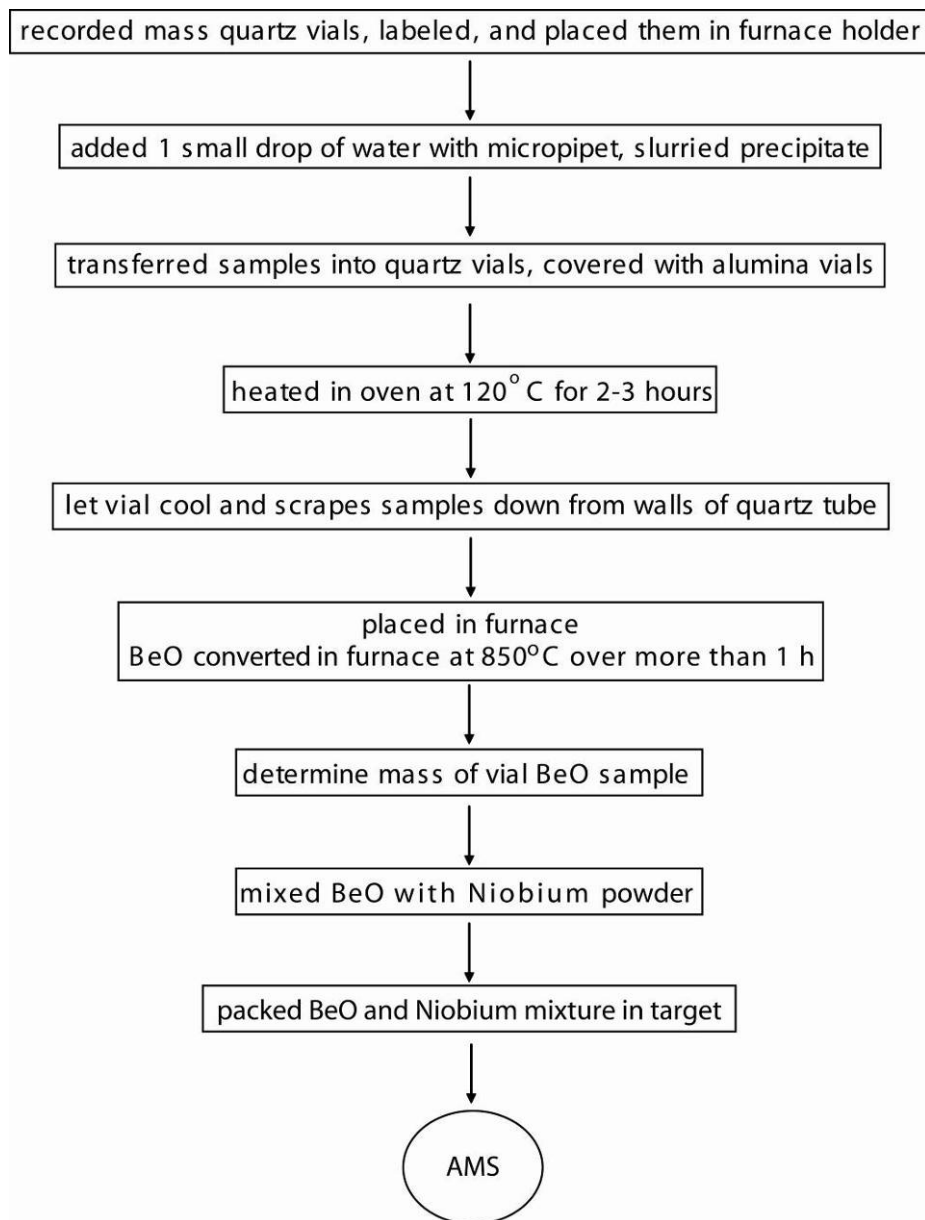 recorded mass quartz vials, labeled, and placed them in furnace holder
added 1 small drop of water with micropipet, slurried precipitate
transferred samples into quartz vials, covered with alumina vials
heated in oven at 120° C for 2-3 hours
let vial cool and scrapes samples down from walls of quartz tube
placed in furnace
BeO converted in furnace at 850°C over more than 1 h
determine mass of vial BeO sample
mixed BeO with Niobium powder
packed BeO and Niobium mixture in target
AMS